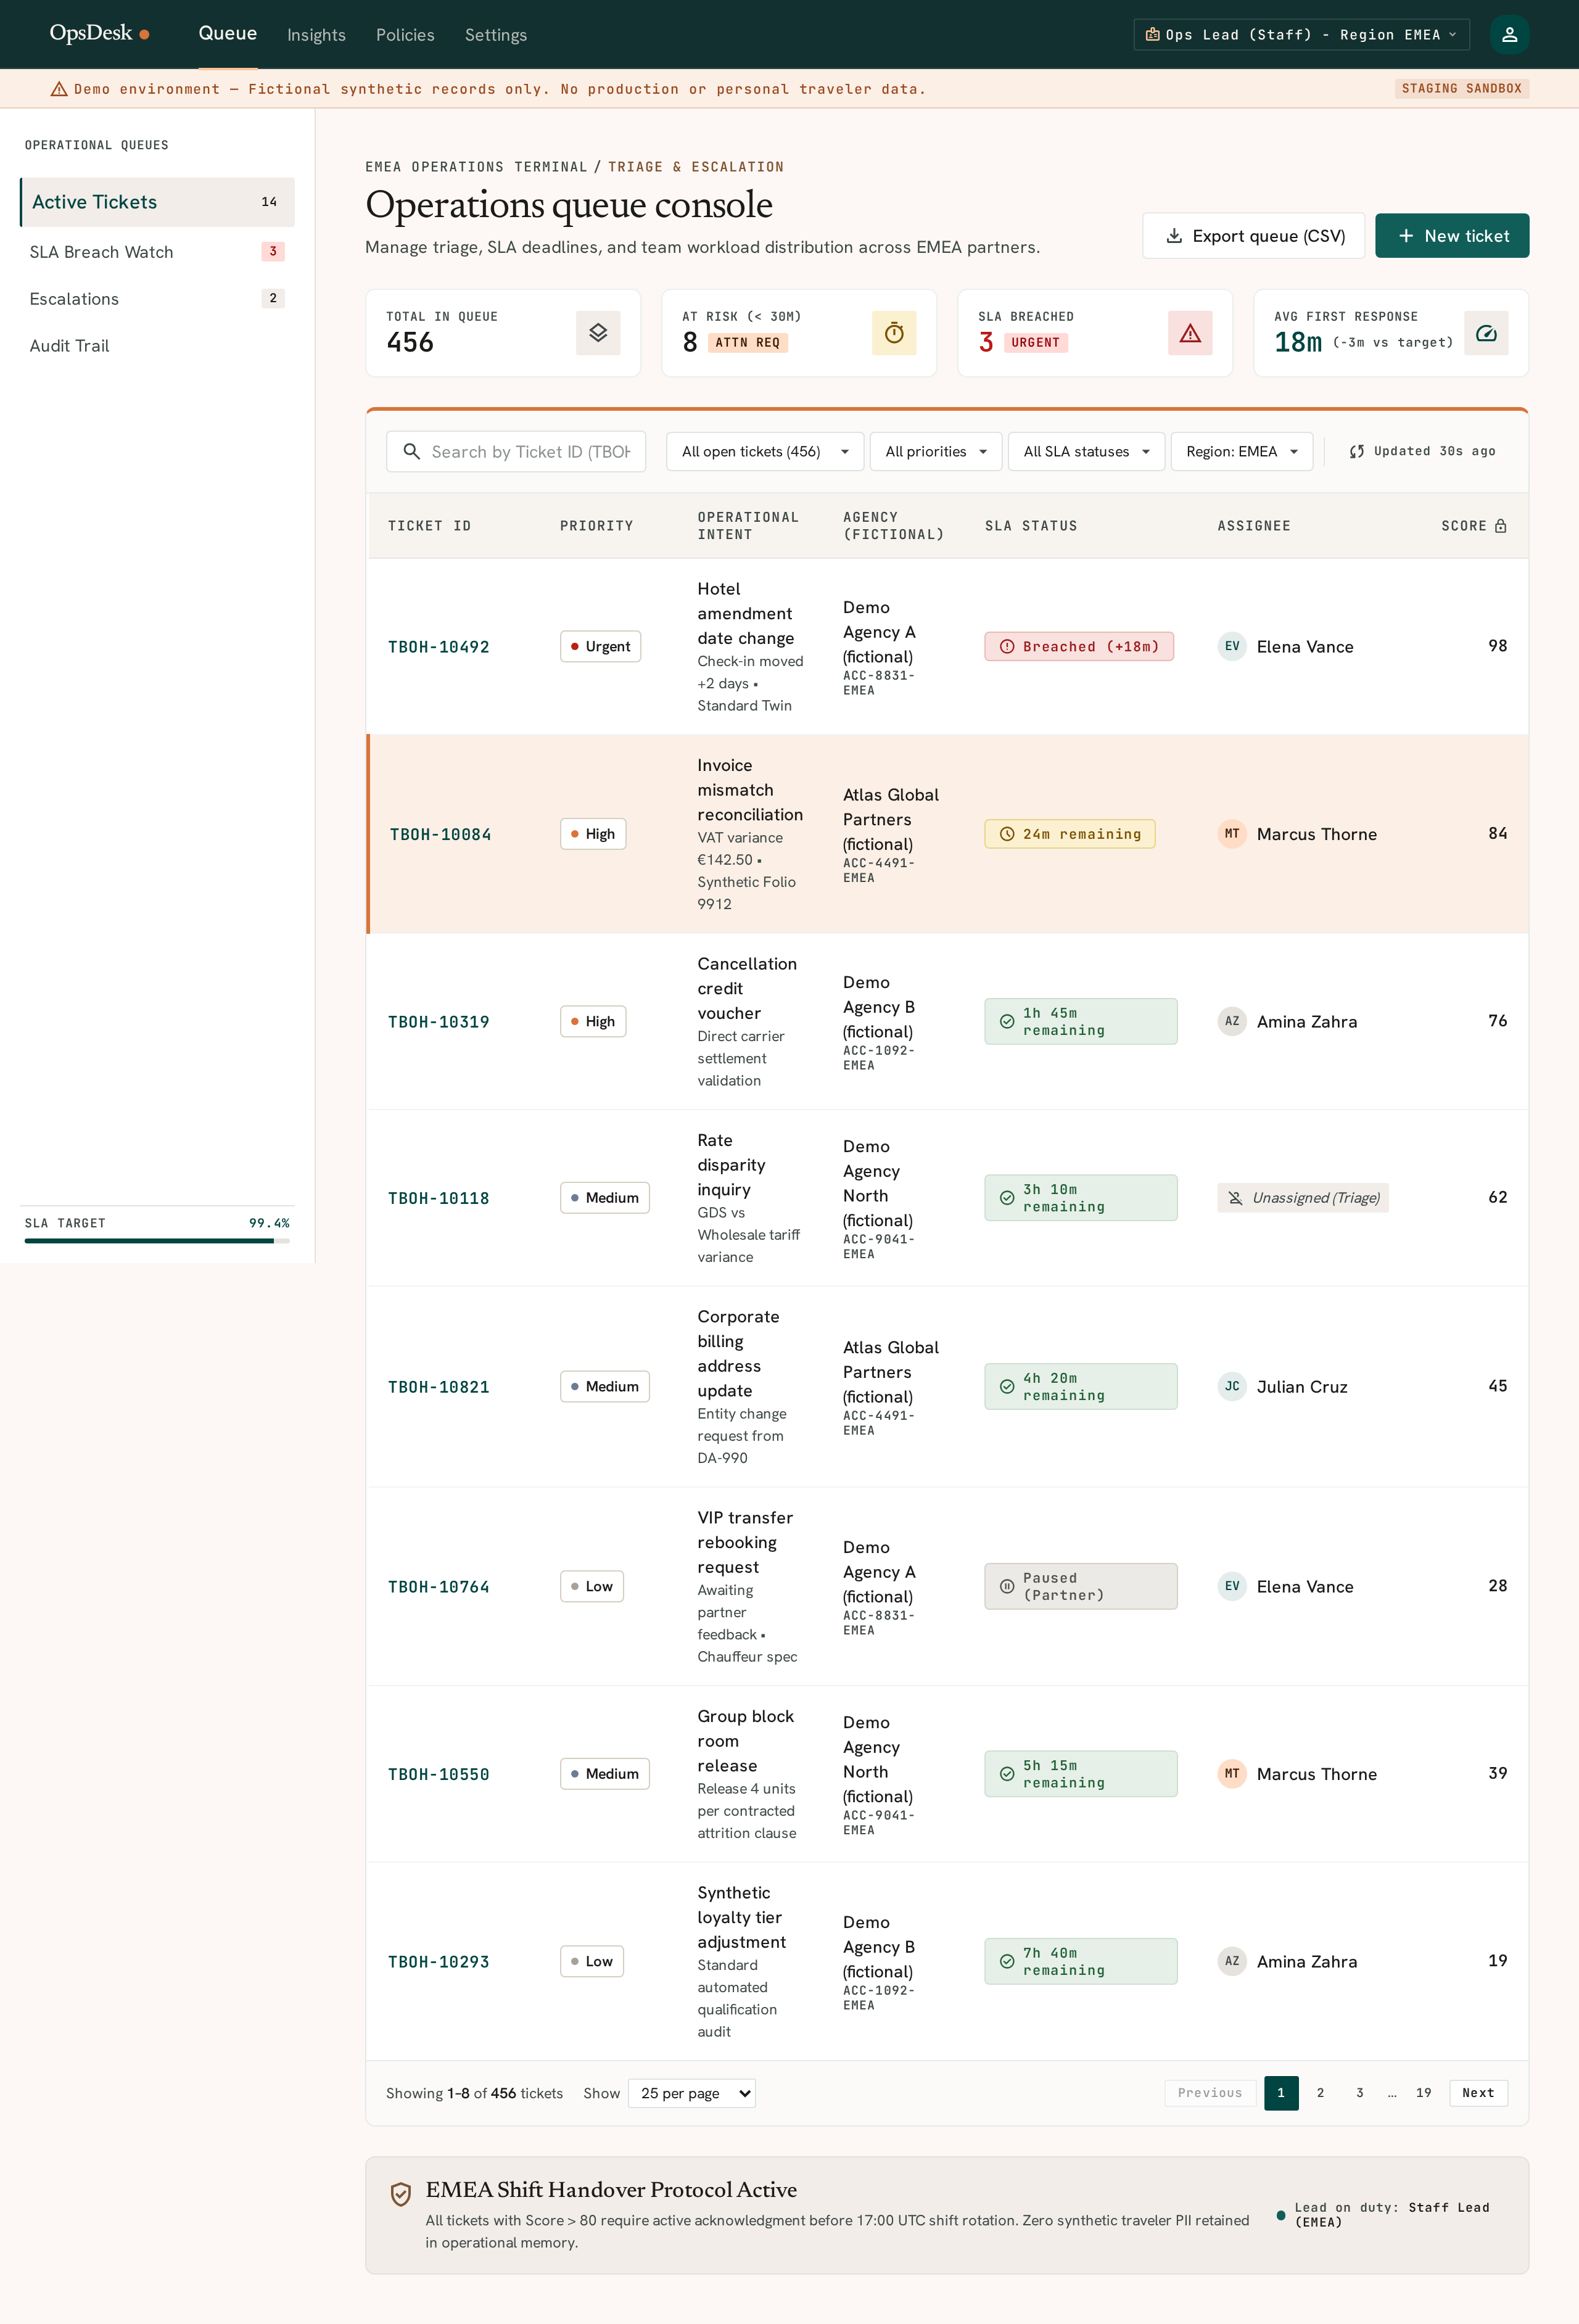 OpsDesk
Queue
Insights
Policies
Settings
Ops Lead (Staff) - Region EMEA
Demo environment — Fictional synthetic records only. No production or personal traveler data.
STAGING SANDBOX
OPERATIONAL QUEUES
Active Tickets
14
SLA Breach Watch
3
Escalations
2
Audit Trail
SLA TARGET
99.4%
EMEA OPERATIONS TERMINAL / TRIAGE & ESCALATION
Operations queue console
Manage triage, SLA deadlines, and team workload distribution across EMEA partners.
Export queue (CSV)
New ticket
TOTAL IN QUEUE
456
AT RISK (< 30M)
8 ATTN REQ
SLA BREACHED
3 URGENT
AVG FIRST RESPONSE
18m (-3m vs target)
Search by Ticket ID (TBOH
All open tickets (456)
All priorities
All SLA statuses
Region: EMEA
Updated 30s ago
TICKET ID
PRIORITY
OPERATIONAL
INTENT
AGENCY
(FICTIONAL)
SLA STATUS
ASSIGNEE
SCORE
TBOH-10492
Urgent
Hotel
amendment
date change
Check-in moved
+2 days •
Standard Twin
Demo
Agency A
(fictional)
ACC-8831-
EMEA
Breached (+18m)
EV
Elena Vance
98
TBOH-10084
High
Invoice
mismatch
reconciliation
VAT variance
€142.50 •
Synthetic Folio
9912
Atlas Global
Partners
(fictional)
ACC-4491-
EMEA
24m remaining
MT
Marcus Thorne
84
TBOH-10319
High
Cancellation
credit
voucher
Direct carrier
settlement
validation
Demo
Agency B
(fictional)
ACC-1092-
EMEA
1h 45m
remaining
AZ
Amina Zahra
76
TBOH-10118
Medium
Rate
disparity
inquiry
GDS vs
Wholesale tariff
variance
Demo
Agency
North
(fictional)
ACC-9041-
EMEA
3h 10m
remaining
Unassigned (Triage)
62
TBOH-10821
Medium
Corporate
billing
address
update
Entity change
request from
DA-990
Atlas Global
Partners
(fictional)
ACC-4491-
EMEA
4h 20m
remaining
JC
Julian Cruz
45
TBOH-10764
Low
VIP transfer
rebooking
request
Awaiting
partner
feedback •
Chauffeur spec
Demo
Agency A
(fictional)
ACC-8831-
EMEA
Paused
(Partner)
EV
Elena Vance
28
TBOH-10550
Medium
Group block
room
release
Release 4 units
per contracted
attrition clause
Demo
Agency
North
(fictional)
ACC-9041-
EMEA
5h 15m
remaining
MT
Marcus Thorne
39
TBOH-10293
Low
Synthetic
loyalty tier
adjustment
Standard
automated
qualification
audit
Demo
Agency B
(fictional)
ACC-1092-
EMEA
7h 40m
remaining
AZ
Amina Zahra
19
Showing 1–8 of 456 tickets
Show
25 per page
Previous
1
2
3
…
19
Next
EMEA Shift Handover Protocol Active
All tickets with Score > 80 require active acknowledgment before 17:00 UTC shift rotation. Zero synthetic traveler PII retained
in operational memory.
Lead on duty: Staff Lead
(EMEA)